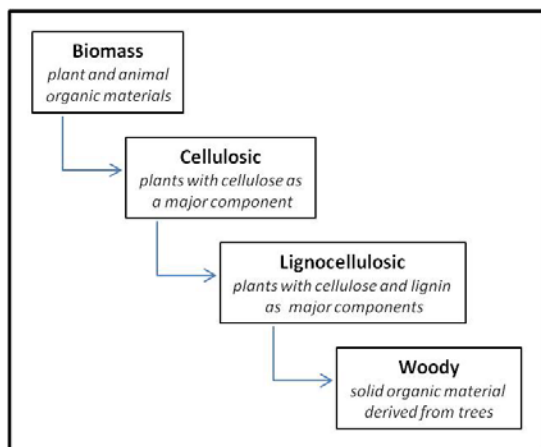 Biomass
plant and animal
organic materials
Cellulosic
plants with cellulose as
a major component
Lignocellulosic
plants with cellulose and lignin
as major components
Woody
solid organic material
derived from trees